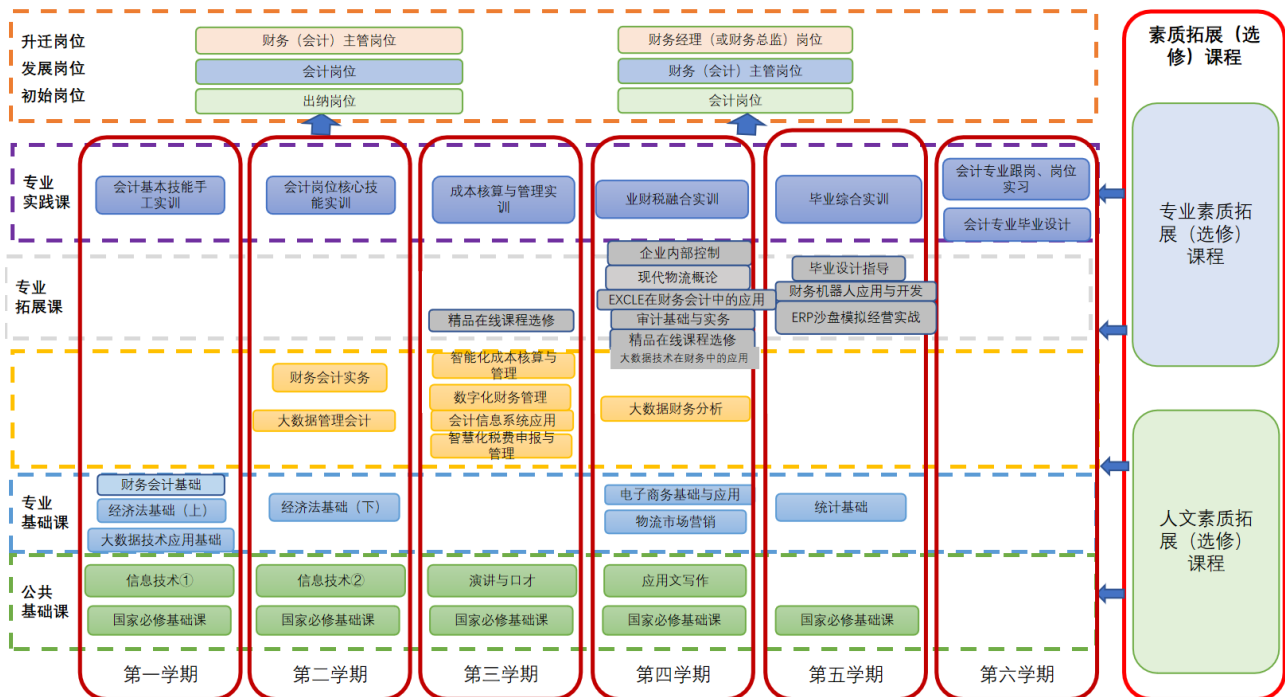 升迁岗位
财务（会计）主管岗位
财务经理（或财务总监）岗位
发展岗位
会计岗位
财务（会计）主管岗位
初始岗位
出纳岗位
会计岗位
素质拓展（选
修）课程
专业
实践课
会计基本技能手
工实训
会计岗位核心技
能实训
成本核算与管理实
训
业财税融合实训
毕业综合实训
会计专业跟岗、岗位
实习
会计专业毕业设计
专业素质拓
展（选修）
课程
专业
拓展课
精品在线课程选修
企业内部控制
现代物流概论
EXCLE在财务会计中的应用
审计基础与实务
精品在线课程选修
大数据技术在财务中的应用
毕业设计指导
财务机器人应用与开发
ERP沙盘模拟经营实战
财务会计实务
大数据管理会计
智能化成本核算与
管理
数字化财务管理
会计信息系统应用
智慧化税费申报与
管理
大数据财务分析
人文素质拓
展（选修）
课程
专业
基础课
财务会计基础
经济法基础（上）
大数据技术应用基础
经济法基础（下）
电子商务基础与应用
物流市场营销
统计基础
公共
基础课
信息技术①
信息技术②
演讲与口才
应用文写作
国家必修基础课
国家必修基础课
国家必修基础课
国家必修基础课
国家必修基础课
第一学期
第二学期
第三学期
第四学期
第五学期
第六学期